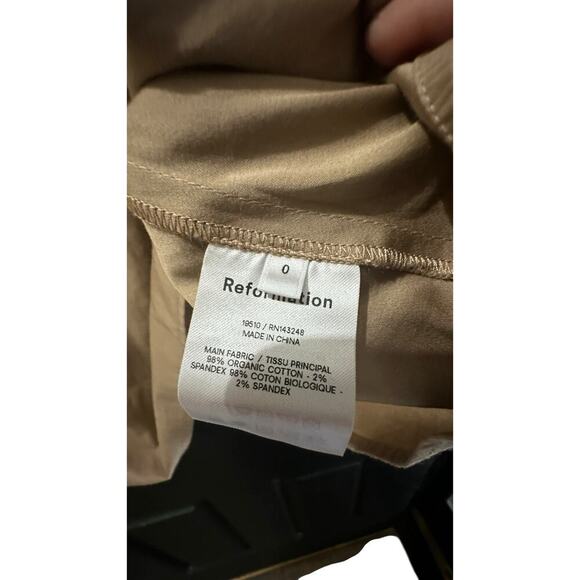 0
Reformation
19510 / RN143248
MADE IN CHINA
MAIN FABRIC / TISSU PRINCIPAL
98% ORGANIC COTTON - 2%
SPANDEX 98% COTON BIOLOGIQUE -
2% SPANDEX